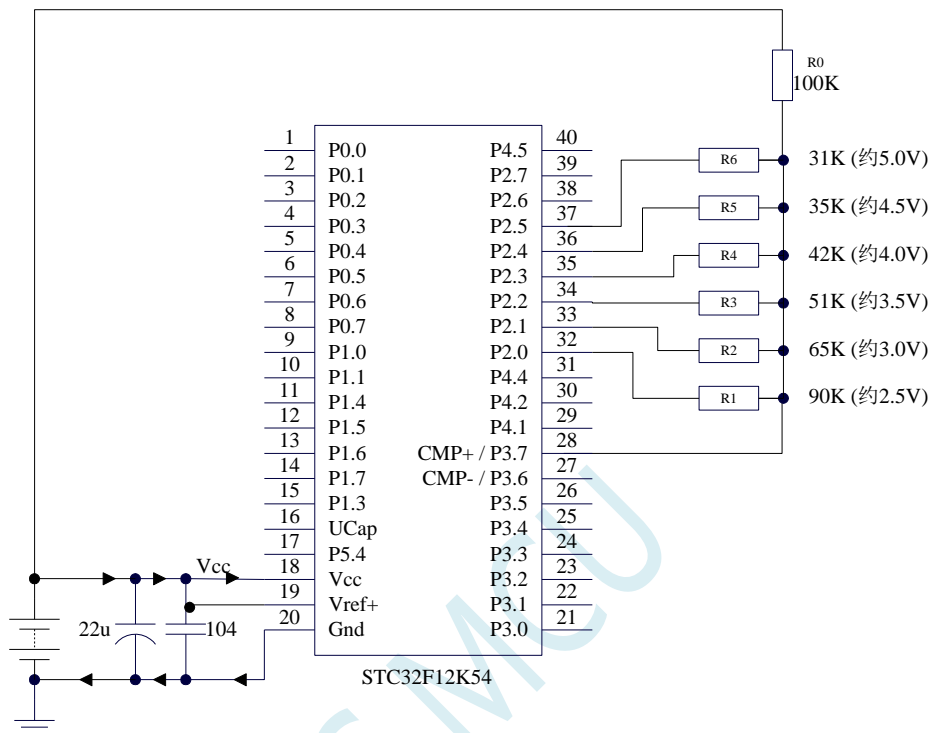 R0
100K
1 P0.0 P4.5 40
2 P0.1 P2.7 39
3 P0.2 P2.6 38
4 P0.3 P2.5 37
5 P0.4 P2.4 36
6 P0.5 P2.3 35
7 P0.6 P2.2 34
8 P0.7 P2.1 33
9 P1.0 P2.0 32
10 P1.1 P4.4 31
11 P1.4 P4.2 30
12 P1.5 P4.1 29
13 P1.6 CMP+ / P3.7 28
14 P1.7 CMP- / P3.6 27
15 P1.3 P3.5 26
16 UCap P3.4 25
17 P5.4 P3.3 24
18 Vcc P3.2 23
19 Vref+ P3.1 22
20 Gnd P3.0 21
R6 31K (约5.0V)
R5 35K (约4.5V)
R4 42K (约4.0V)
R3 51K (约3.5V)
R2 65K (约3.0V)
R1 90K (约2.5V)
Vcc
22u 104
STC32F12K54
MCU